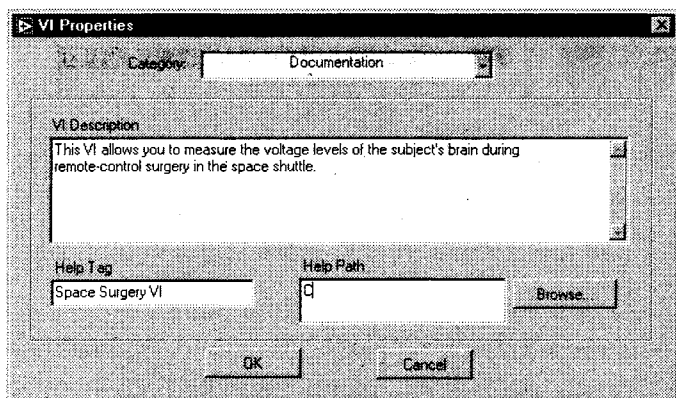 VI Properties
Category: Documentation
VI Description
This VI allows you to measure the voltage levels of the subject's brain during
remote-control surgery in the space shuttle.
Help Tag
Help Path
Space Surgery VI
C
Browse...
OK
Cancel